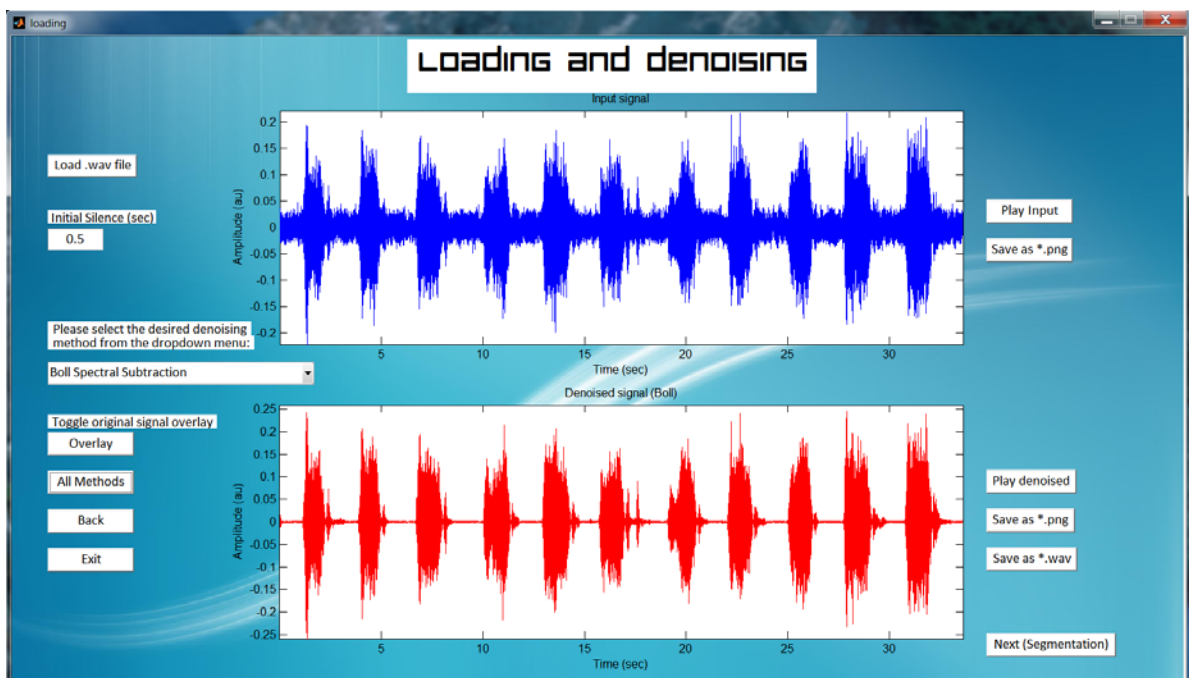 loading
Loading and denoising
Input signal
Load .wav file
Initial Silence (sec)
0.5
Please select the desired denoising
method from the dropdown menu:
Boll Spectral Subtraction
Toggle original signal overlay
Overlay
All Methods
Back
Exit
Amplitude (au)
0.2
0.15
0.1
0.05
0
-0.05
-0.1
-0.15
-0.2
5 10 15 20 25 30
Time (sec)
Denoised signal (Boll)
Amplitude (au)
0.25
0.2
0.15
0.1
0.05
0
-0.05
-0.1
-0.15
-0.2
-0.25
5 10 15 20 25 30
Time (sec)
Play Input
Save as *.png
Play denoised
Save as *.png
Save as *.wav
Next (Segmentation)